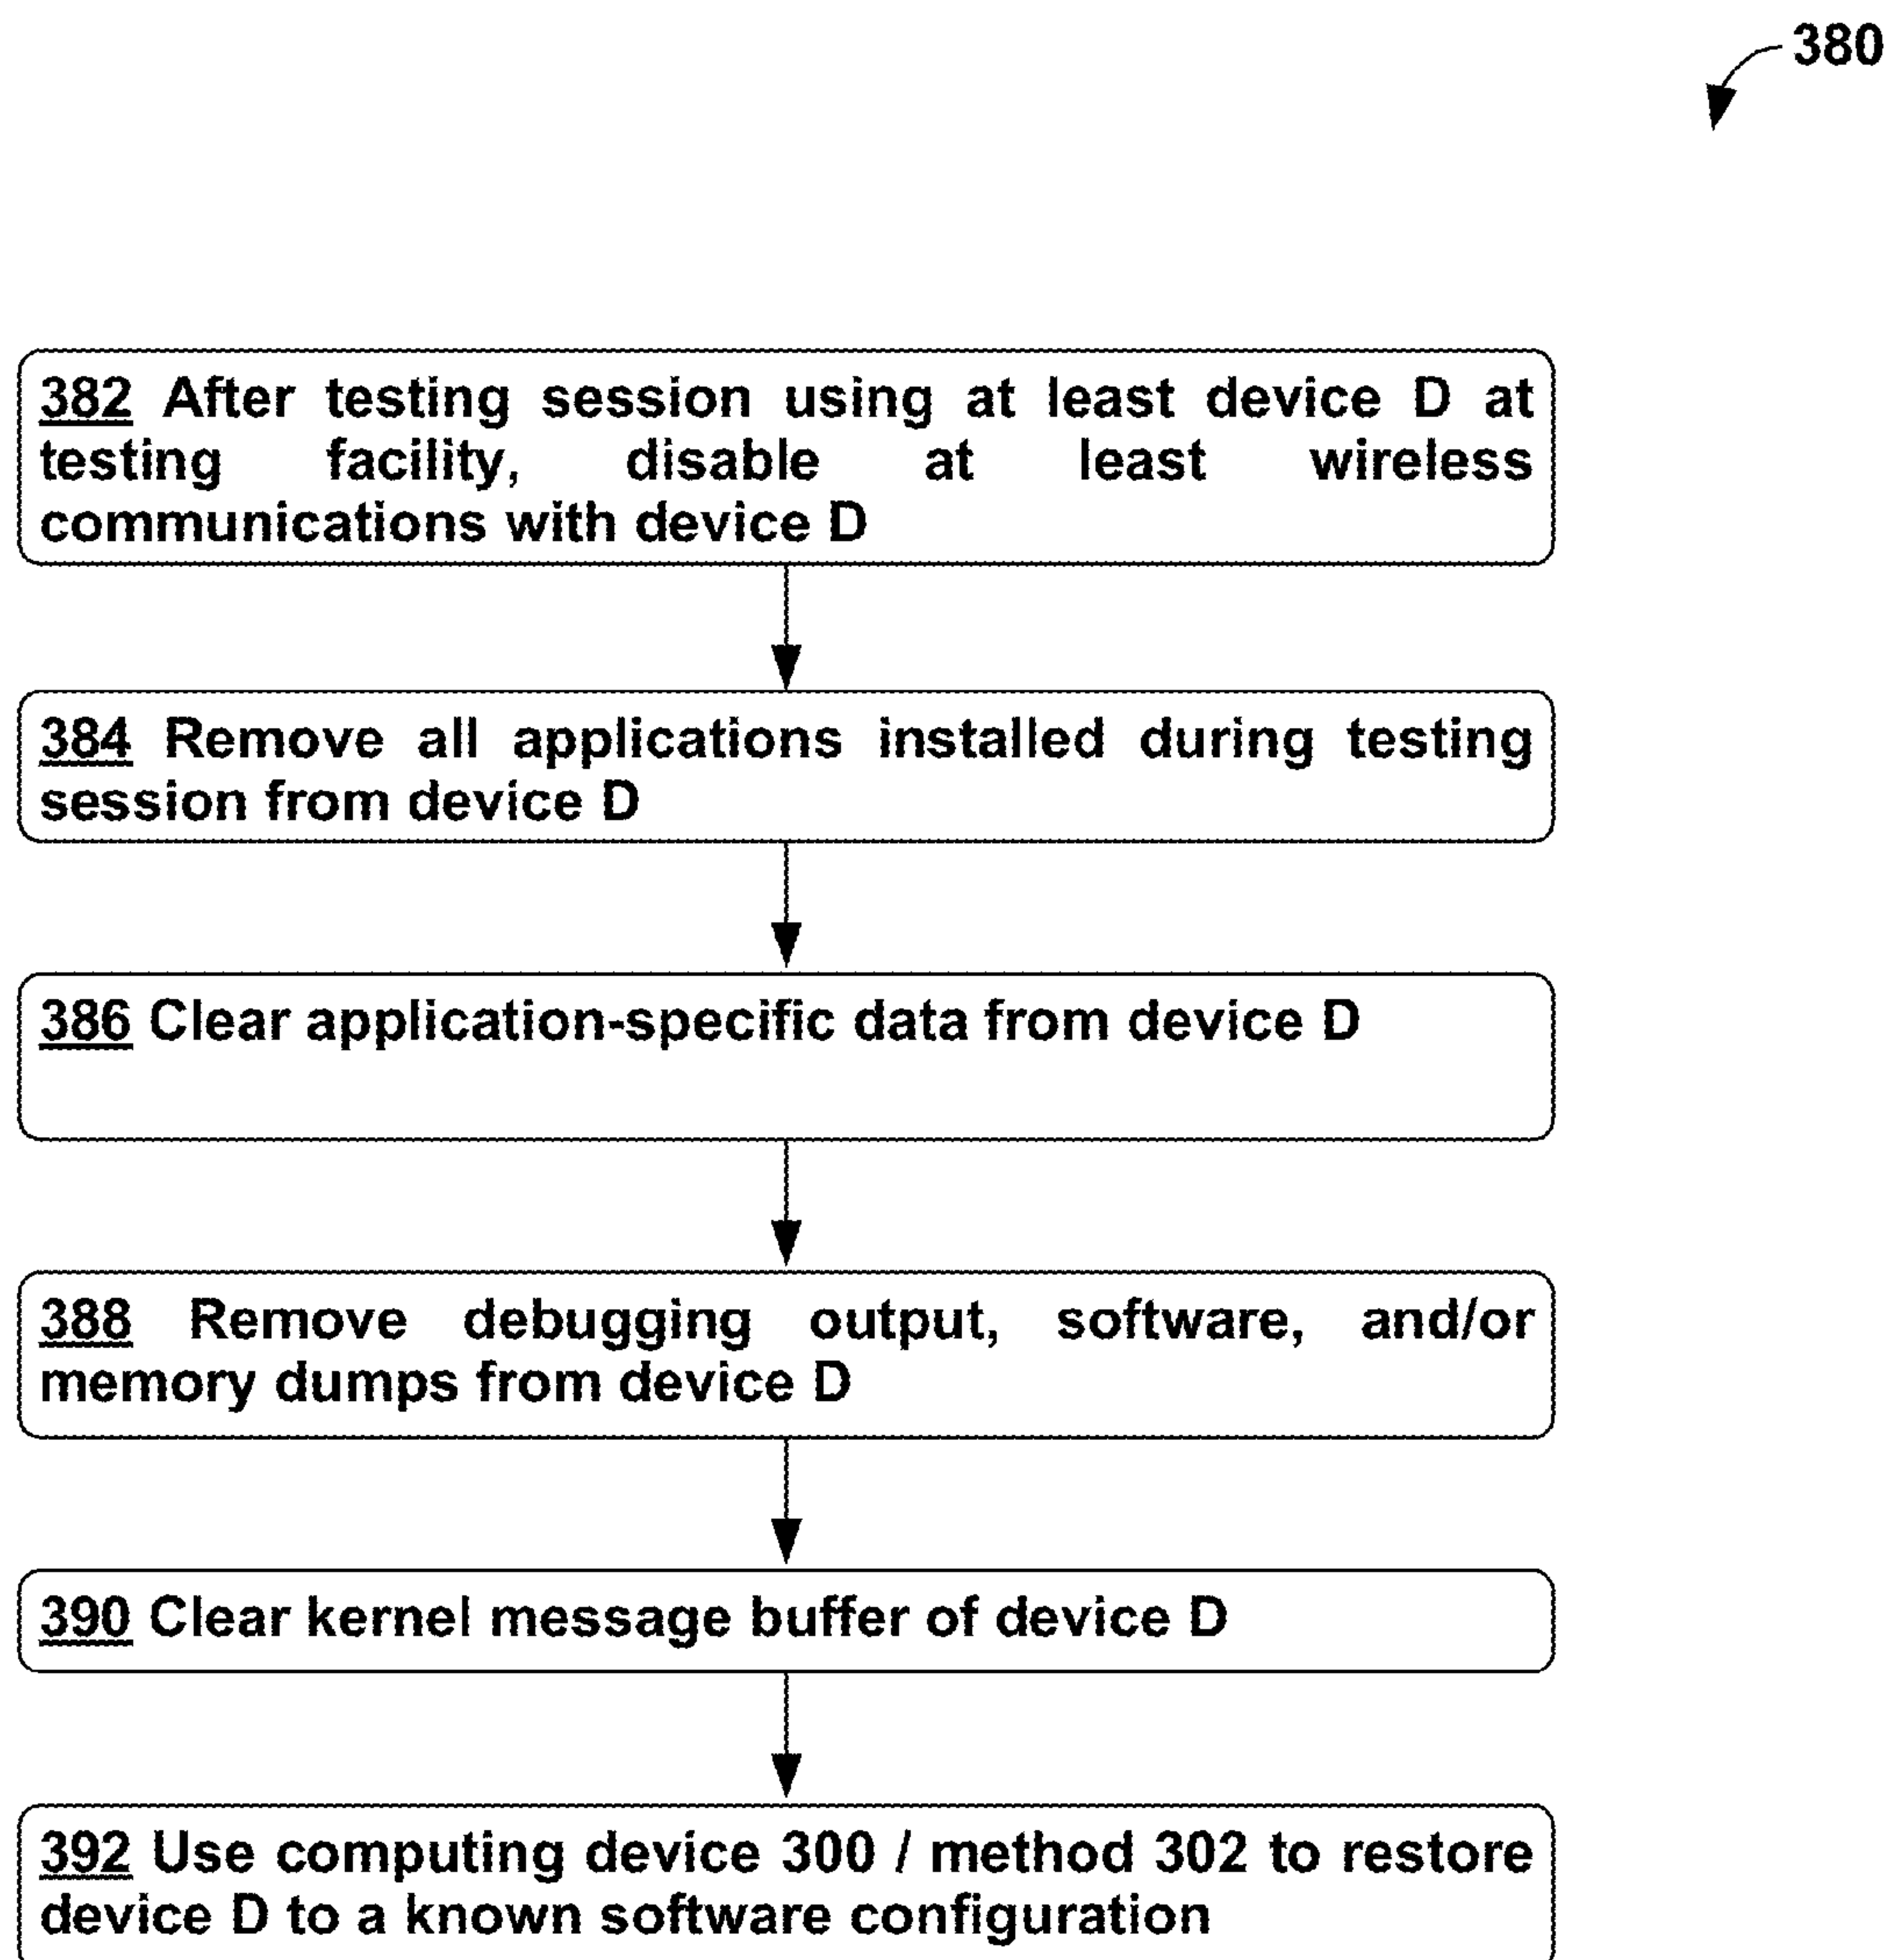 380
382 After testing session using at least device D at
testing facility, disable at least wireless
communications with device D
384 Remove all applications installed during testing
session from device D
386 Clear application-specific data from device D
388 Remove debugging output, software, and/or
memory dumps from device D
390 Clear kernel message buffer of device D
392 Use computing device 300 / method 302 to restore
device D to a known software configuration